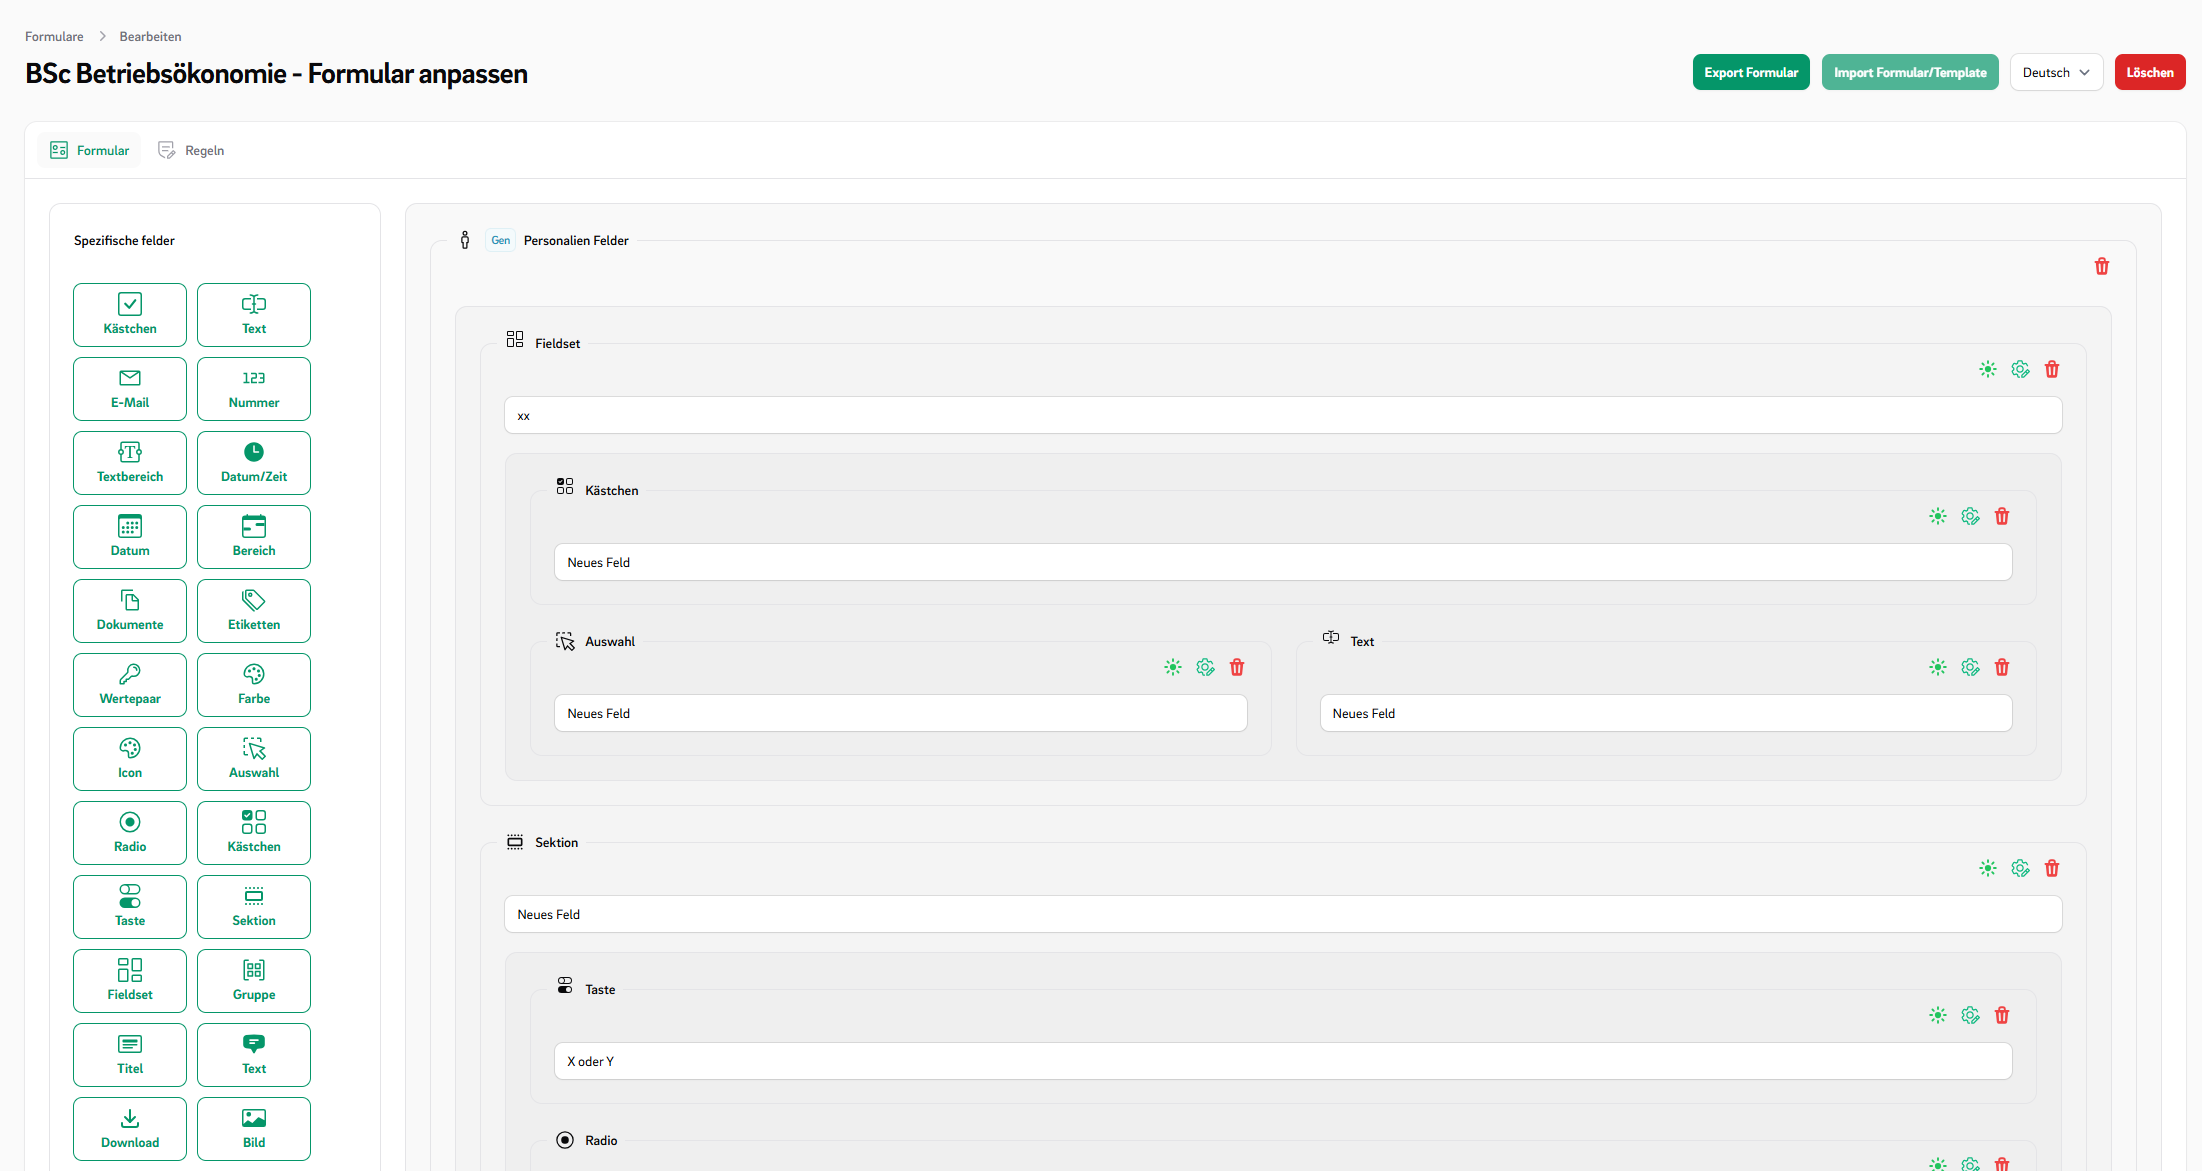 Formulare > Bearbeiten
BSc Betriebsökonomie - Formular anpassen
Export Formular
Import Formular/Template
Deutsch
Löschen
Formular
Regeln
Spezifische felder
Kästchen
Text
E-Mail
123
Nummer
Textbereich
Datum/Zeit
Datum
Bereich
Dokumente
Etiketten
Wertepaar
Farbe
Icon
Auswahl
Radio
Kästchen
Taste
Sektion
Fieldset
Gruppe
Titel
Text
Download
Bild
Gen Personalien Felder
Fieldset
xx
Kästchen
Neues Feld
Auswahl
Neues Feld
Text
Neues Feld
Sektion
Neues Feld
Taste
X oder Y
Radio